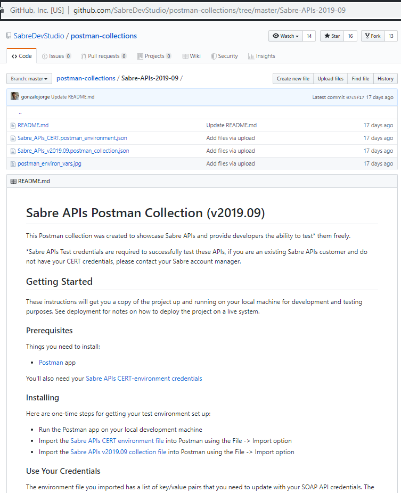 GitHub, Inc. [US] | github.com/SabreDevStudio/postman-collections/tree/master/Sabre-APIs-2019-09
SabreDevStudio / postman-collections
Watch 14 Star 16 Fork 13
Code Issues 0 Pull requests 0 Projects 0 Wiki Security Insights
Branch: master postman-collections / Sabre-APIs-2019-09 /
Create new file Upload files Find file History
gonzalojorge Update README.md
Latest commit 17 days ago
..
README.md Update README.md 17 days ago
Sabre_APIs_CERT.postman_environment.json Add files via upload 17 days ago
Sabre_APIs_v2019.09.postman_collection.json Add files via upload 17 days ago
postman_environ_vars.jpg Add files via upload 17 days ago
README.md
Sabre APIs Postman Collection (v2019.09)
This Postman collection was created to showcase Sabre APIs and provide developers the ability to test* them freely.
*Sabre APIs Test credentials are required to successfully test these APIs, if you are an existing Sabre APIs customer and do
not have your CERT credentials, please contact your Sabre account manager.
Getting Started
These instructions will get you a copy of the project up and running on your local machine for development and testing
purposes. See deployment for notes on how to deploy the project on a live system.
Prerequisites
Things you need to install:
• Postman app
You'll also need your Sabre APIs CERT-environment credentials
Installing
Here are one-time steps for getting your test environment set up:
• Run the Postman app on your local development machine
• Import the Sabre APIs CERT environment file into Postman using the File -> Import option
• Import the Sabre APIs v2019.09 collection file into Postman using the File -> Import option
Use Your Credentials
The environment file you imported has a list of key/value pairs that you need to update with your SOAP API credentials. The